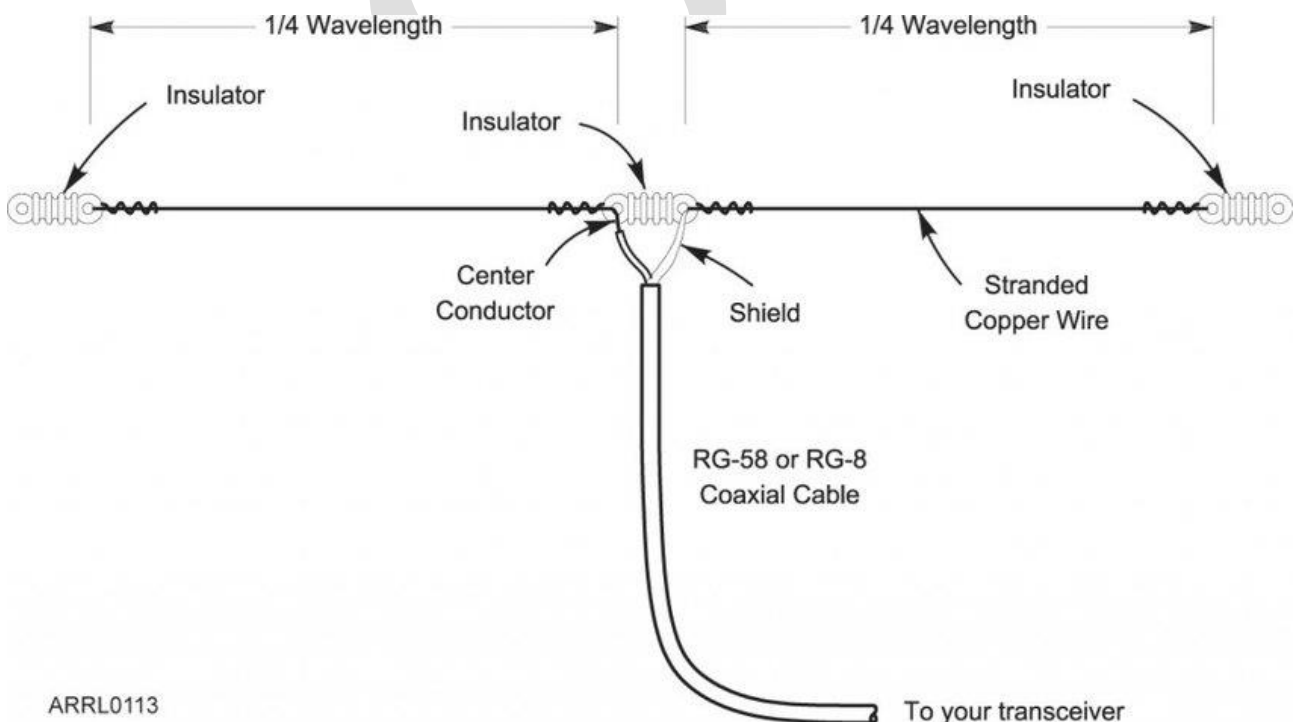 1/4 Wavelength
1/4 Wavelength
Insulator
Insulator
Insulator
Center
Conductor
Shield
Stranded
Copper Wire
RG-58 or RG-8
Coaxial Cable
ARRL0113
To your transceiver